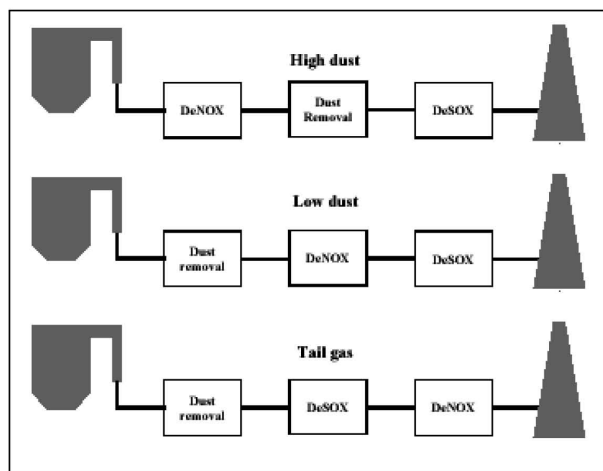 High dust
DeNOX
Dust
Removal
DeSOX
Low dust
Dust
removal
DeNOX
DeSOX
Tail gas
Dust
removal
DeSOX
DeNOX